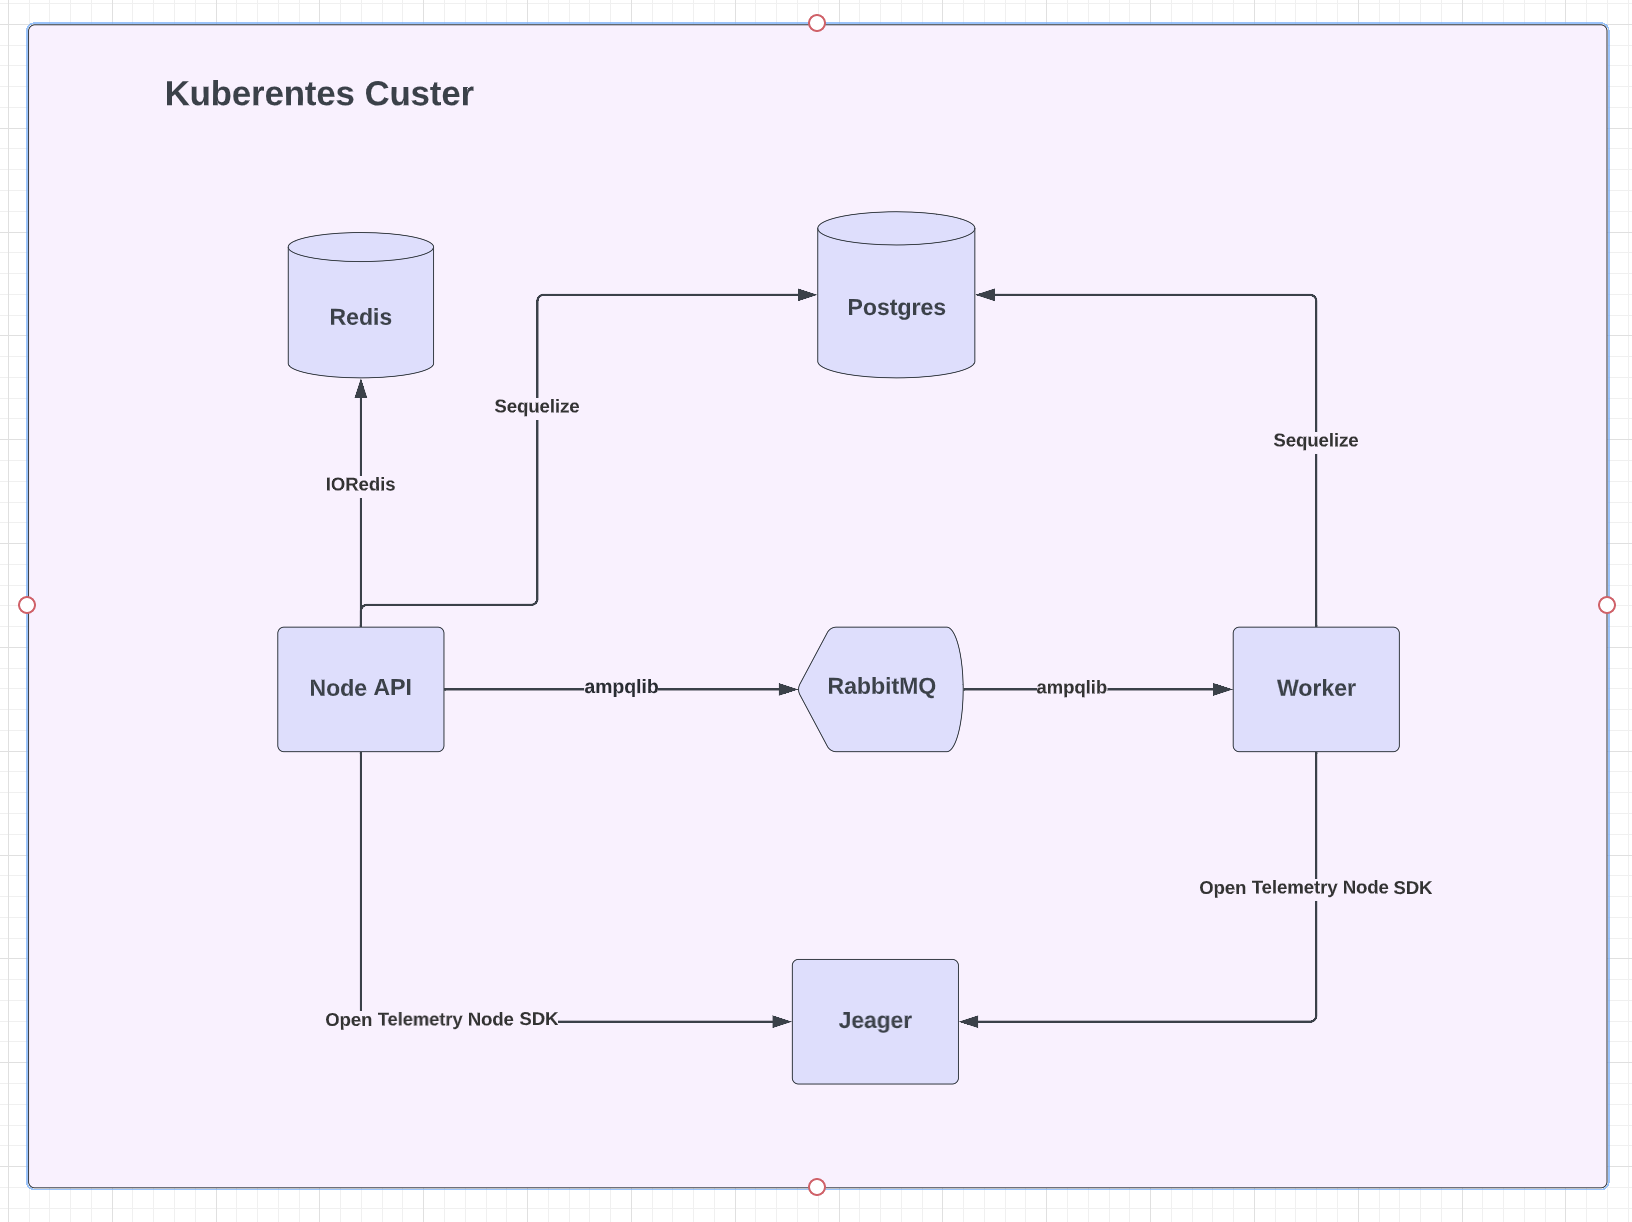 Kuberentes Custer
Redis
Postgres
Sequelize
Sequelize
IORedis
Node API
ampqlib
RabbitMQ
ampqlib
Worker
Open Telemetry Node SDK
Open Telemetry Node SDK
Jeager